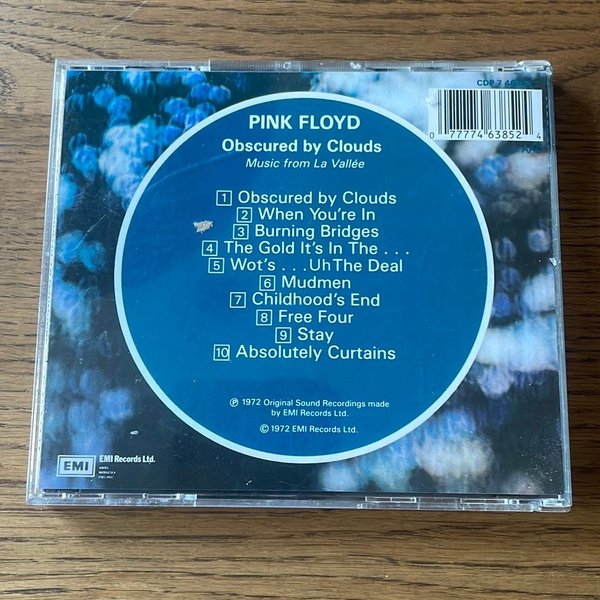 CDP 7
0 77774 63852 4
PINK FLOYD
Obscured by Clouds
Music from La Vallée
1 Obscured by Clouds
2 When You're In
3 Burning Bridges
4 The Gold It's In The . . .
5 Wot's . . . Uh The Deal
6 Mudmen
7 Childhood's End
8 Free Four
9 Stay
10 Absolutely Curtains
Ⓟ 1972 Original Sound Recordings made
by EMI Records Ltd.
© 1972 EMI Records Ltd.
EMI EMI Records Ltd.